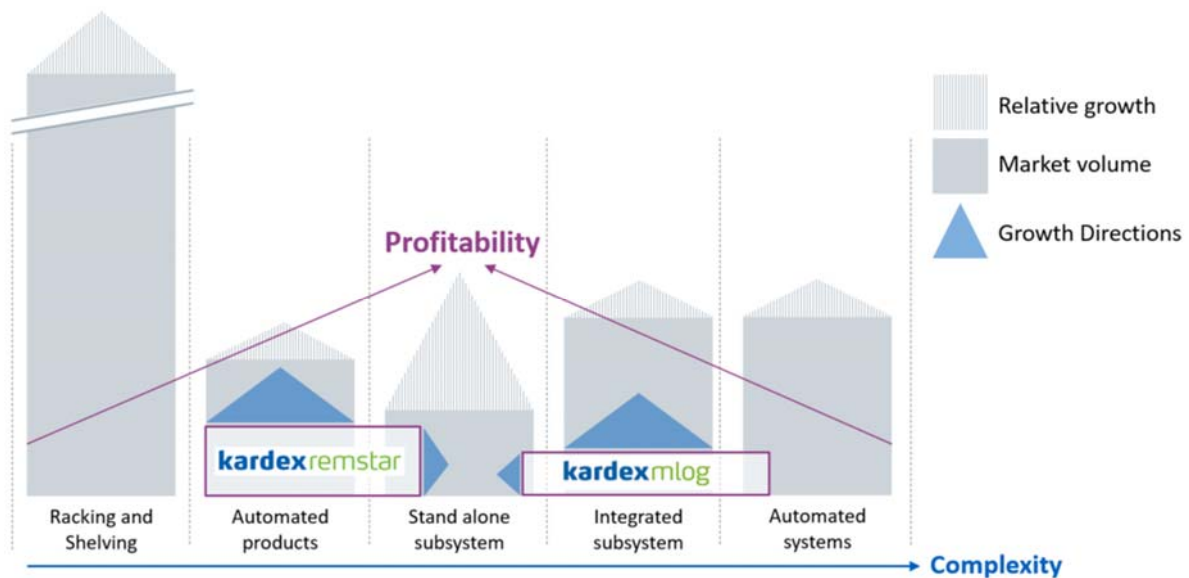 Relative growth
Market volume
Growth Directions
Profitability
kardexremstar
kardexmlog
Racking and
Shelving
Automated
products
Stand alone
subsystem
Integrated
subsystem
Automated
systems
Complexity